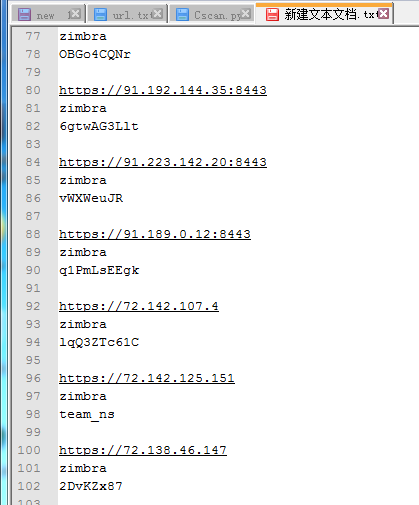 new 1
url.txt
Cscan.py
新建文本文档.txt
77 zimbra
78 OBGo4CQNr
79
80 https://91.192.144.35:8443
81 zimbra
82
83
84 https://91.223.142.20:8443
85 zimbra
86 vWXWeuJR
87
88 https://91.189.0.12:8443
89 zimbra
90
91
92 https://72.142.107.4
93 zimbra
94
95
96 https://72.142.125.151
97 zimbra
98 team_ns
99
100 https://72.138.46.147
101 zimbra
102 2DvKZx87
103